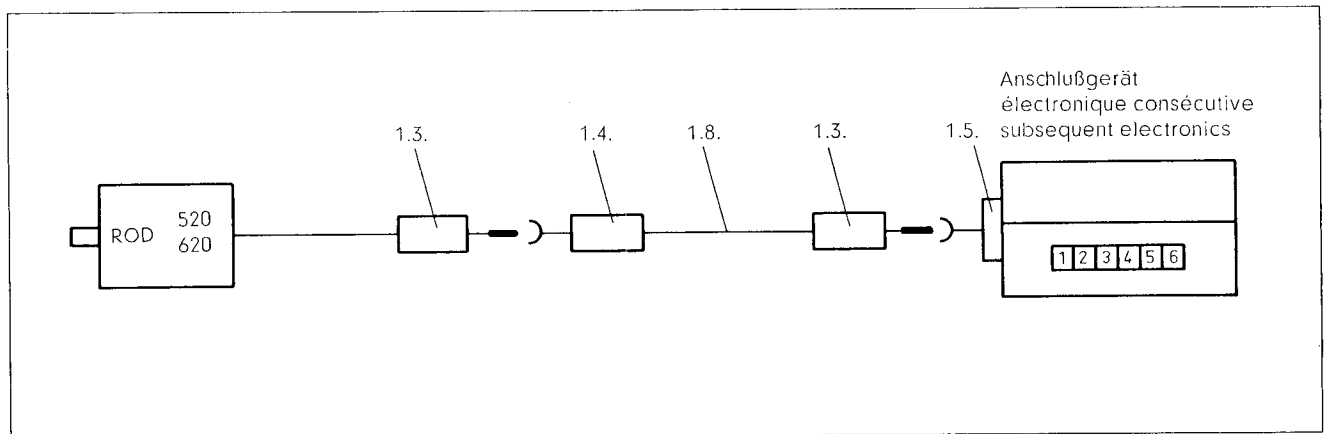 Anschlußgerät
électronique consécutive
subsequent electronics
1.3.
1.4.
1.8.
1.3.
1.5.
ROD 520
620
1 2 3 4 5 6